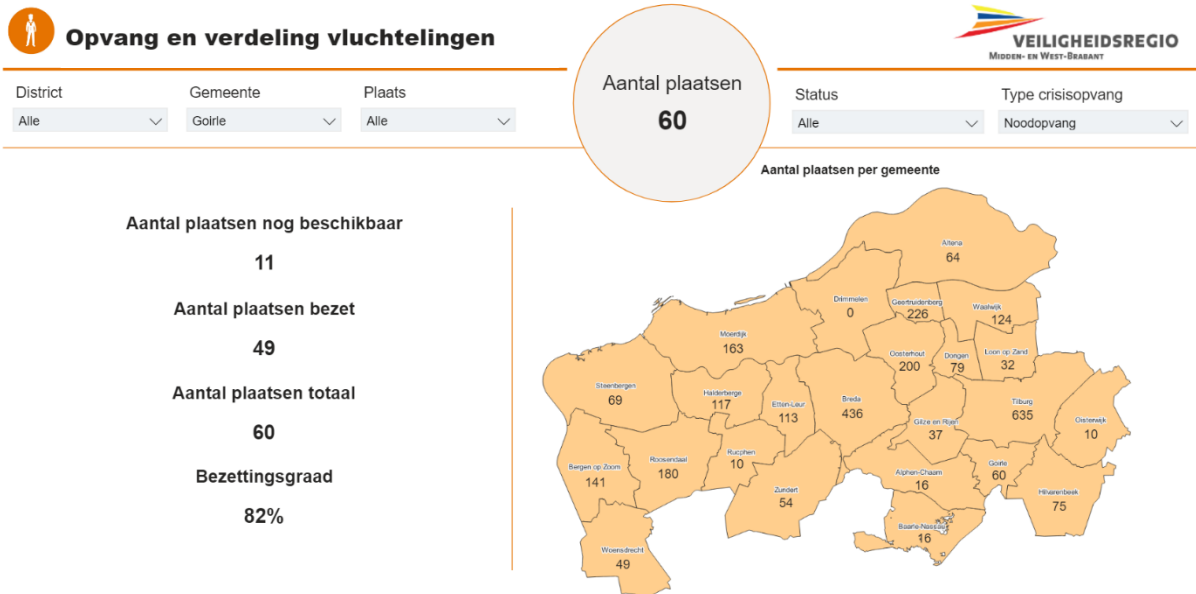 Opvang en verdeling vluchtelingen
Aantal plaatsen
60
VEILIGHEIDSREGIO
MIDDEN- EN WEST-BRABANT
District
Alle
Gemeente
Goirle
Plaats
Alle
Status
Alle
Type crisisopvang
Noodopvang
Aantal plaatsen per gemeente
Aantal plaatsen nog beschikbaar
11
Aantal plaatsen bezet
49
Aantal plaatsen totaal
60
Bezettingsgraad
82%
Altena
64
Drimmelen
0
Geertruidenberg
226
Waalwijk
124
Moerdijk
163
Oosterhout
200
Dongen
79
Loon op Zand
32
Steenbergen
69
Halderberge
117
Etten-Leur
113
Breda
436
Gilze en Rijen
37
Tilburg
635
Oisterwijk
10
Bergen op Zoom
141
Roosendaal
180
Rucphen
10
Zundert
54
Alphen-Chaam
16
Goirle
60
Hilvarenbeek
75
Baarle-Nassau
16
Woensdrecht
49